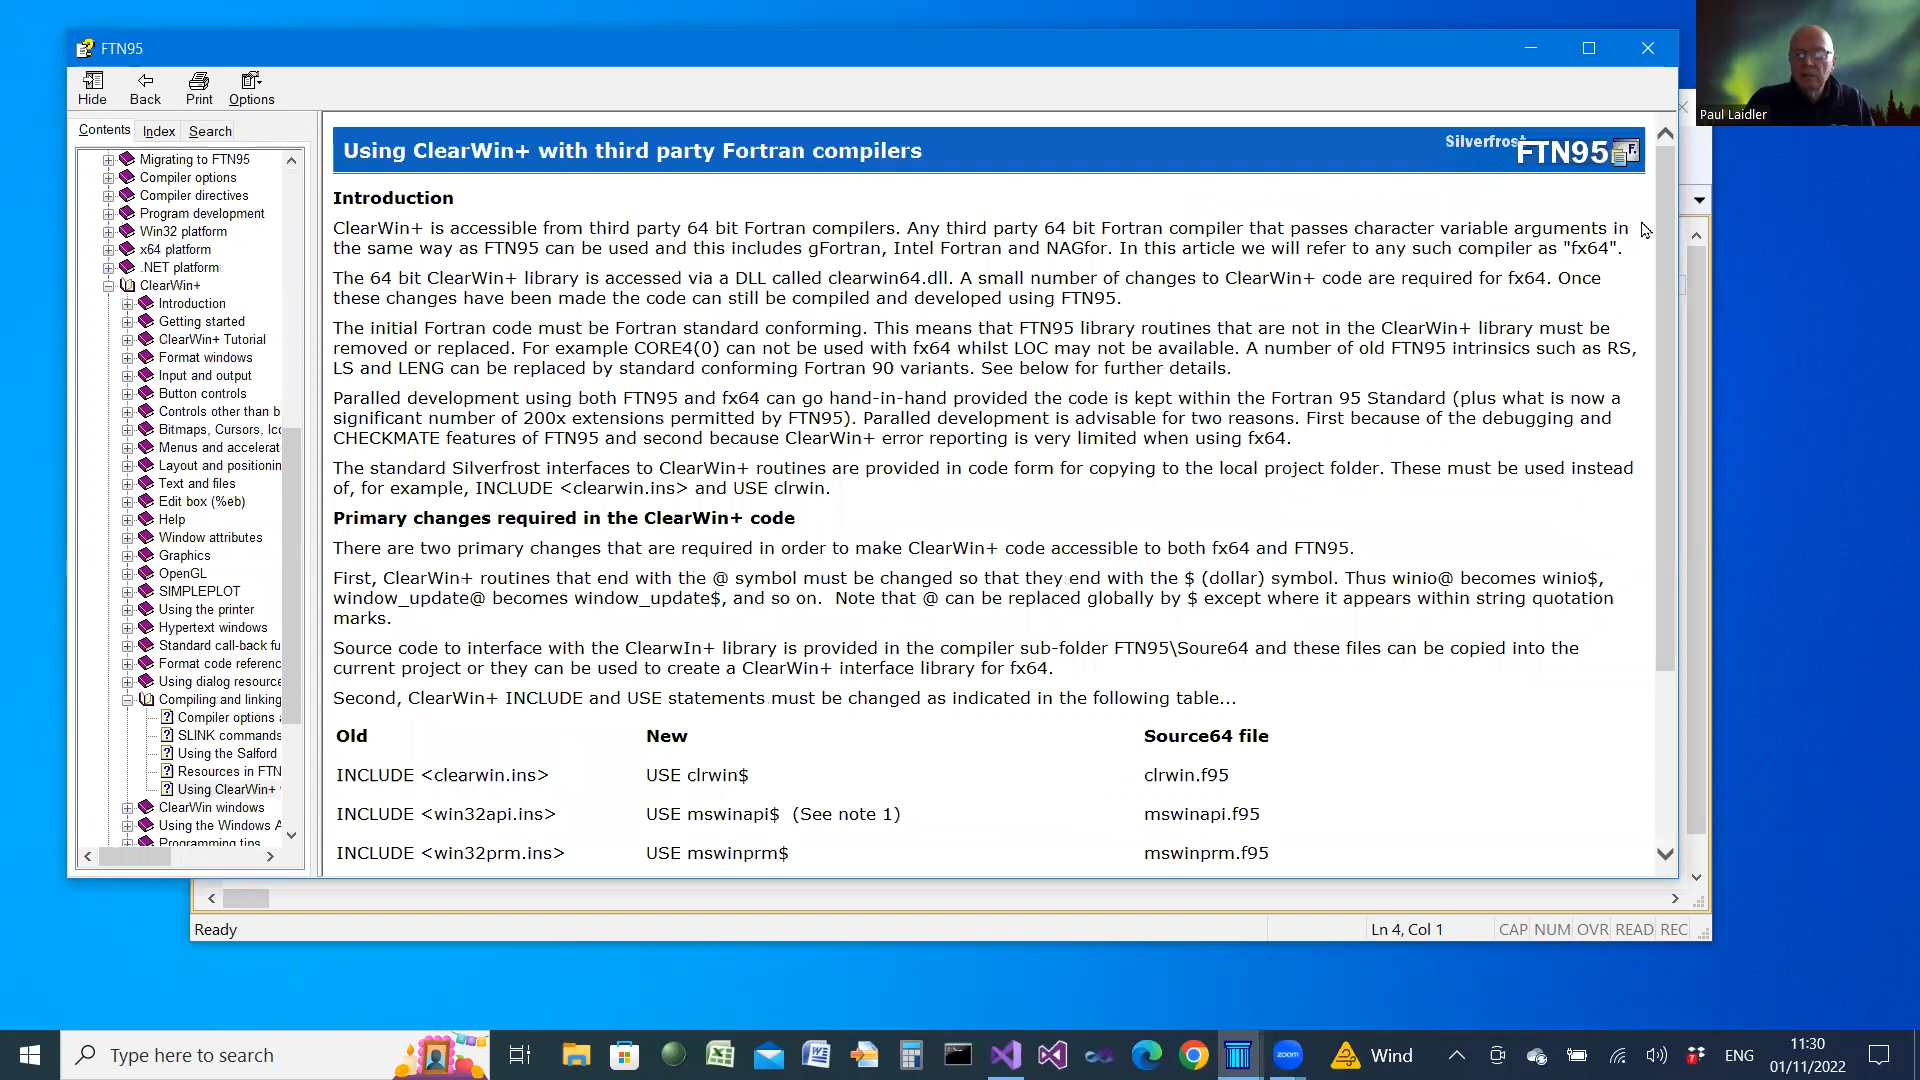 FTN95
Hide Back Print Options
Contents Index Search
Migrating to FTN95
Compiler options
Compiler directives
Program development
Win32 platform
x64 platform
.NET platform
ClearWin+
Introduction
Getting started
ClearWin+ Tutorial
Format windows
Input and output
Button controls
Controls other than b
Bitmaps, Cursors, Ico
Menus and accelerat
Layout and positionin
Text and files
Edit box (%eb)
Help
Window attributes
Graphics
OpenGL
SIMPLEPLOT
Using the printer
Hypertext windows
Standard call-back fu
Format code referenc
Using dialog resource
Compiling and linking
Compiler options a
SLINK commands
Using the Salford
Resources in FTN
Using ClearWin+
ClearWin windows
Using the Windows A
Programming tips
Using ClearWin+ with third party Fortran compilers
Silverfrost
FTN95
Introduction
ClearWin+ is accessible from third party 64 bit Fortran compilers. Any third party 64 bit Fortran compiler that passes character variable arguments in
the same way as FTN95 can be used and this includes gFortran, Intel Fortran and NAGfor. In this article we will refer to any such compiler as "fx64".
The 64 bit ClearWin+ library is accessed via a DLL called clearwin64.dll. A small number of changes to ClearWin+ code are required for fx64. Once
these changes have been made the code can still be compiled and developed using FTN95.
The initial Fortran code must be Fortran standard conforming. This means that FTN95 library routines that are not in the ClearWin+ library must be
removed or replaced. For example CORE4(0) can not be used with fx64 whilst LOC may not be available. A number of old FTN95 intrinsics such as RS,
LS and LENG can be replaced by standard conforming Fortran 90 variants. See below for further details.
Paralled development using both FTN95 and fx64 can go hand-in-hand provided the code is kept within the Fortran 95 Standard (plus what is now a
significant number of 200x extensions permitted by FTN95). Paralled development is advisable for two reasons. First because of the debugging and
CHECKMATE features of FTN95 and second because ClearWin+ error reporting is very limited when using fx64.
The standard Silverfrost interfaces to ClearWin+ routines are provided in code form for copying to the local project folder. These must be used instead
of, for example, INCLUDE <clearwin.ins> and USE clrwin.
Primary changes required in the ClearWin+ code
There are two primary changes that are required in order to make ClearWin+ code accessible to both fx64 and FTN95.
First, ClearWin+ routines that end with the @ symbol must be changed so that they end with the $ (dollar) symbol. Thus winio@ becomes winio$,
window_update@ becomes window_update$, and so on. Note that @ can be replaced globally by $ except where it appears within string quotation
marks.
Source code to interface with the ClearwIn+ library is provided in the compiler sub-folder FTN95\Soure64 and these files can be copied into the
current project or they can be used to create a ClearWin+ interface library for fx64.
Second, ClearWin+ INCLUDE and USE statements must be changed as indicated in the following table...
Old New Source64 file
INCLUDE <clearwin.ins> USE clrwin$ clrwin.f95
INCLUDE <win32api.ins> USE mswinapi$ (See note 1) mswinapi.f95
INCLUDE <win32prm.ins> USE mswinprm$ mswinprm.f95
Paul Laidler
Ready Ln 4, Col 1 CAP NUM OVR READ REC
Type here to search
zoom
Wind
ENG
11:30
01/11/2022